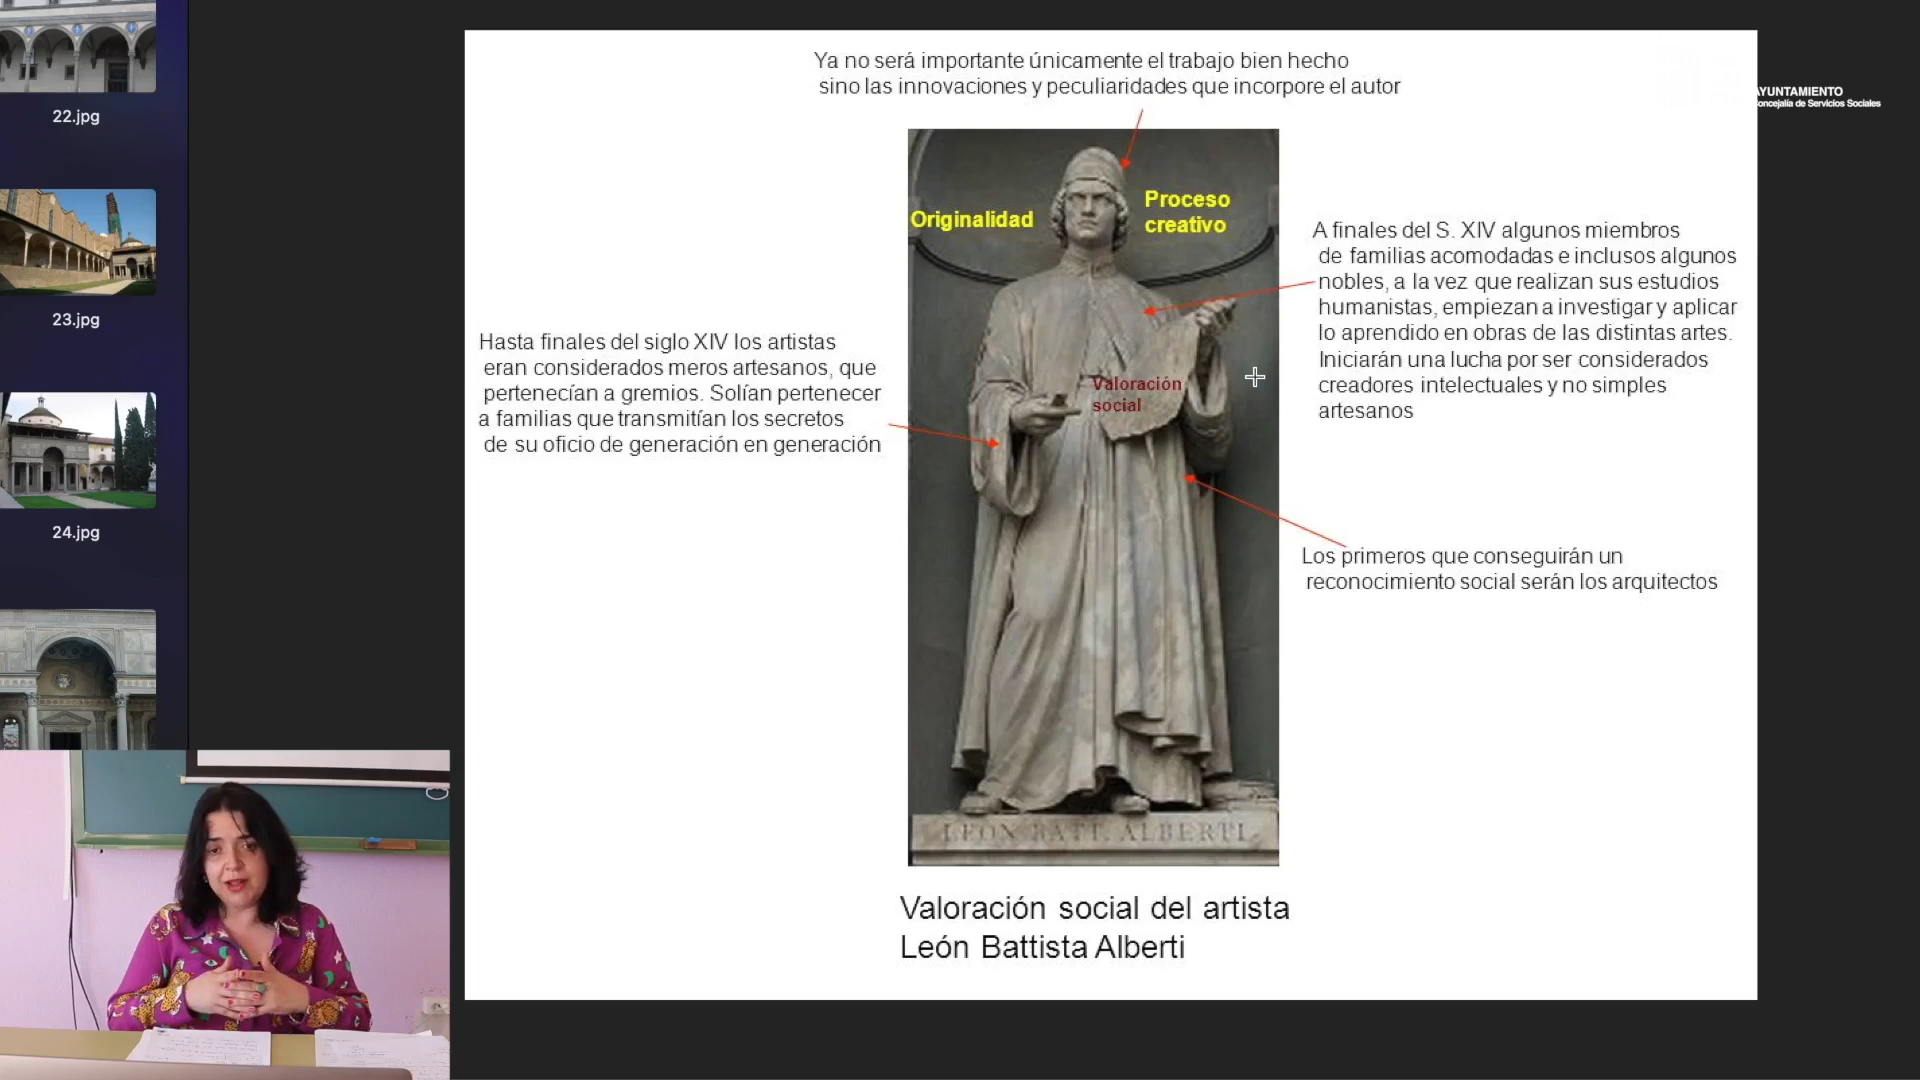 Ya no será importante únicamente el trabajo bien hecho
sino las innovaciones y peculiaridades que incorpore el autor
AYUNTAMIENTO
Concejalía de Servicios Sociales
22.jpg
Originalidad
Proceso
creativo
A finales del S. XIV algunos miembros
de familias acomodadas e inclusos algunos
nobles, a la vez que realizan sus estudios
humanistas, empiezan a investigar y aplicar
lo aprendido en obras de las distintas artes.
Iniciarán una lucha por ser considerados
creadores intelectuales y no simples
artesanos
23.jpg
Hasta finales del siglo XIV los artistas
eran considerados meros artesanos, que
pertenecían a gremios. Solían pertenecer
a familias que transmitían los secretos
de su oficio de generación en generación
Valoración
social
24.jpg
Los primeros que conseguirán un
reconocimiento social serán los arquitectos
LEON BATT. ALBERTI
Valoración social del artista
León Battista Alberti